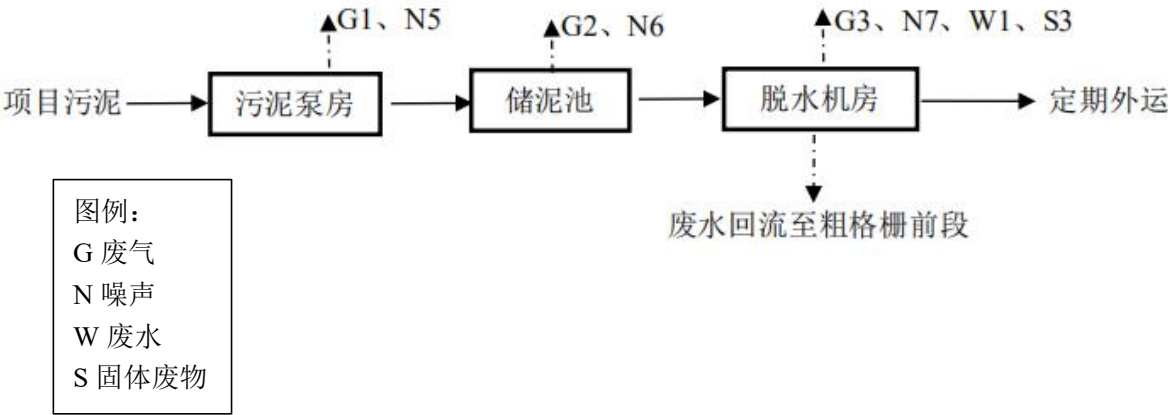 G1、N5
G2、N6
G3、N7、W1、S3
项目污泥
污泥泵房
储泥池
脱水机房
定期外运
废水回流至粗格栅前段
图例：
G 废气
N 噪声
W 废水
S 固体废物